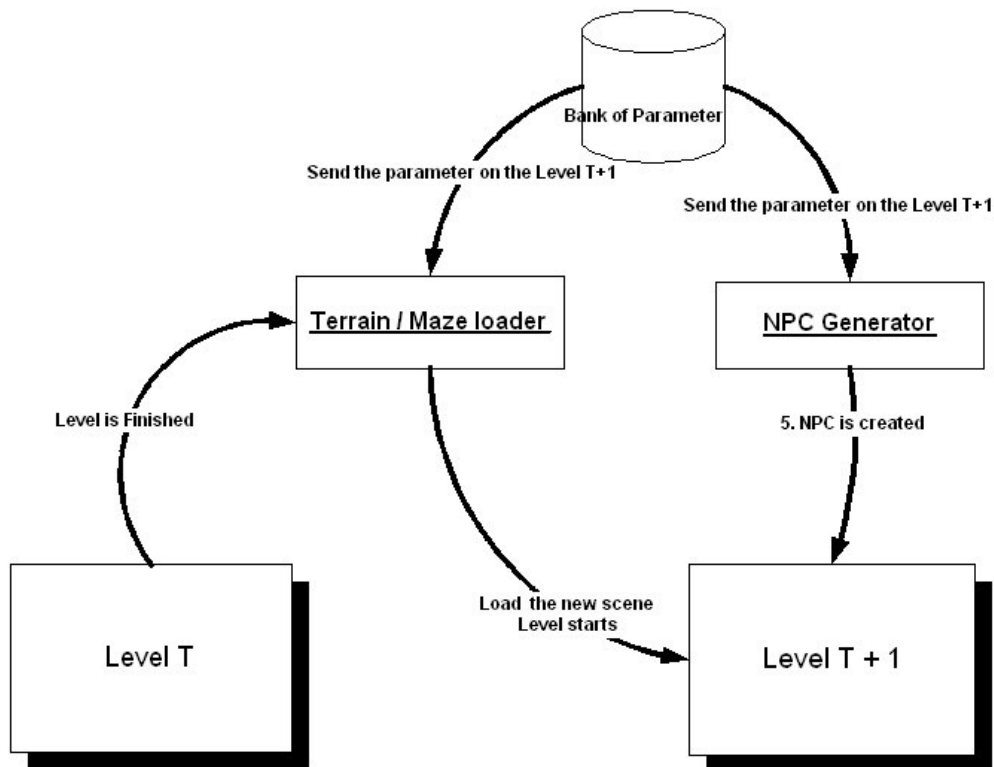 Bank of Parameter
Send the parameter on the Level T+1
Send the parameter on the Level T+1
Terrain / Maze loader
NPC Generator
Level is Finished
5. NPC is created
Load the new scene
Level starts
Level T
Level T + 1